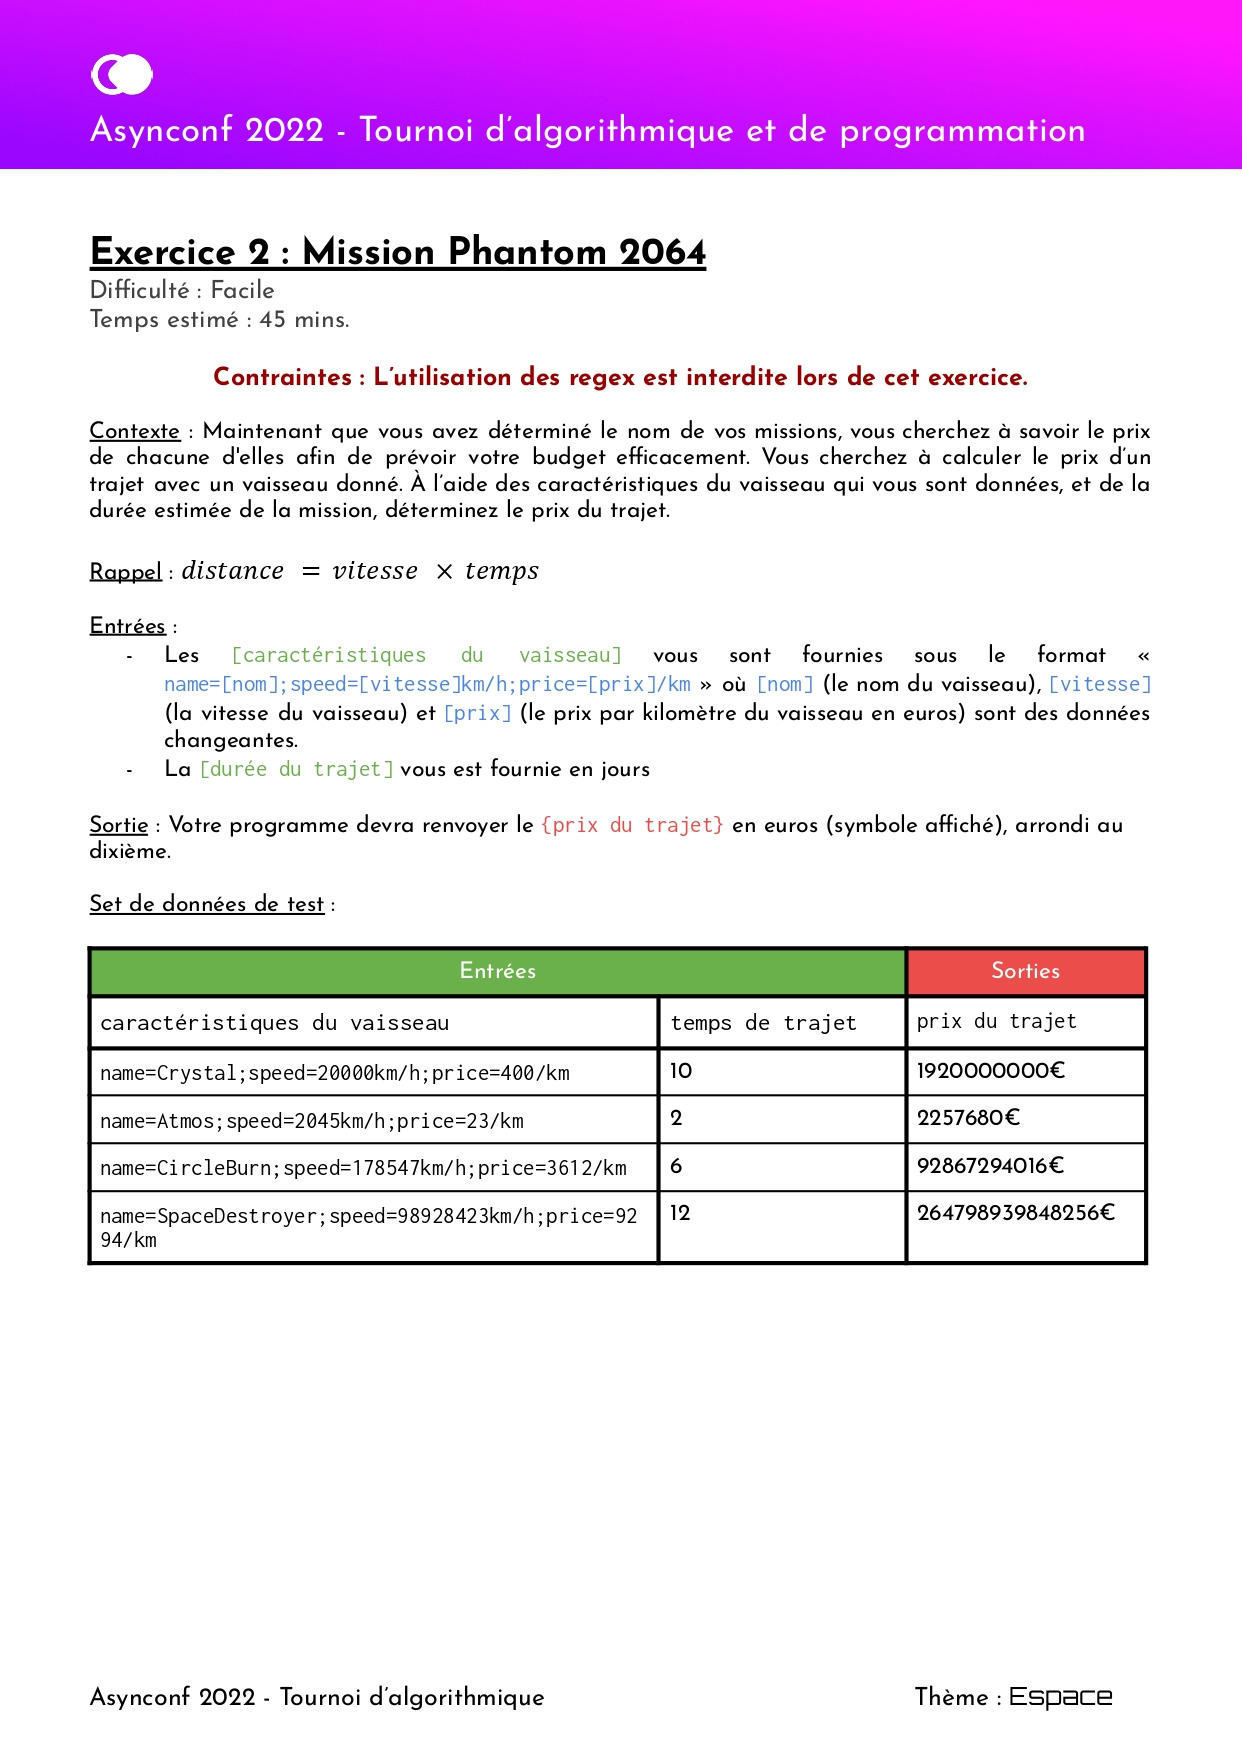 Asynconf 2022 - Tournoi d’algorithmique et de programmation
Exercice 2 : Mission Phantom 2064
Difficulté : Facile
Temps estimé : 45 mins.
Contraintes : L’utilisation des regex est interdite lors de cet exercice.
Contexte : Maintenant que vous avez déterminé le nom de vos missions, vous cherchez à savoir le prix
de chacune d'elles afin de prévoir votre budget efficacement. Vous cherchez à calculer le prix d’un
trajet avec un vaisseau donné. À l’aide des caractéristiques du vaisseau qui vous sont données, et de la
durée estimée de la mission, déterminez le prix du trajet.
Rappel : distance = vitesse × temps
Entrées :
- Les [caractéristiques du vaisseau] vous sont fournies sous le format «
name=[nom];speed=[vitesse]km/h;price=[prix]/km » où [nom] (le nom du vaisseau), [vitesse]
(la vitesse du vaisseau) et [prix] (le prix par kilomètre du vaisseau en euros) sont des données
changeantes.
- La [durée du trajet] vous est fournie en jours
Sortie : Votre programme devra renvoyer le {prix du trajet} en euros (symbole affiché), arrondi au
dixième.
Set de données de test :
Entrées Sorties
caractéristiques du vaisseau temps de trajet prix du trajet
name=Crystal;speed=20000km/h;price=400/km 10 1920000000€
name=Atmos;speed=2045km/h;price=23/km 2 2257680€
name=CircleBurn;speed=178547km/h;price=3612/km 6 92867294016€
name=SpaceDestroyer;speed=98928423km/h;price=92 12 264798939848256€
94/km
Asynconf 2022 - Tournoi d’algorithmique Thème : Espace